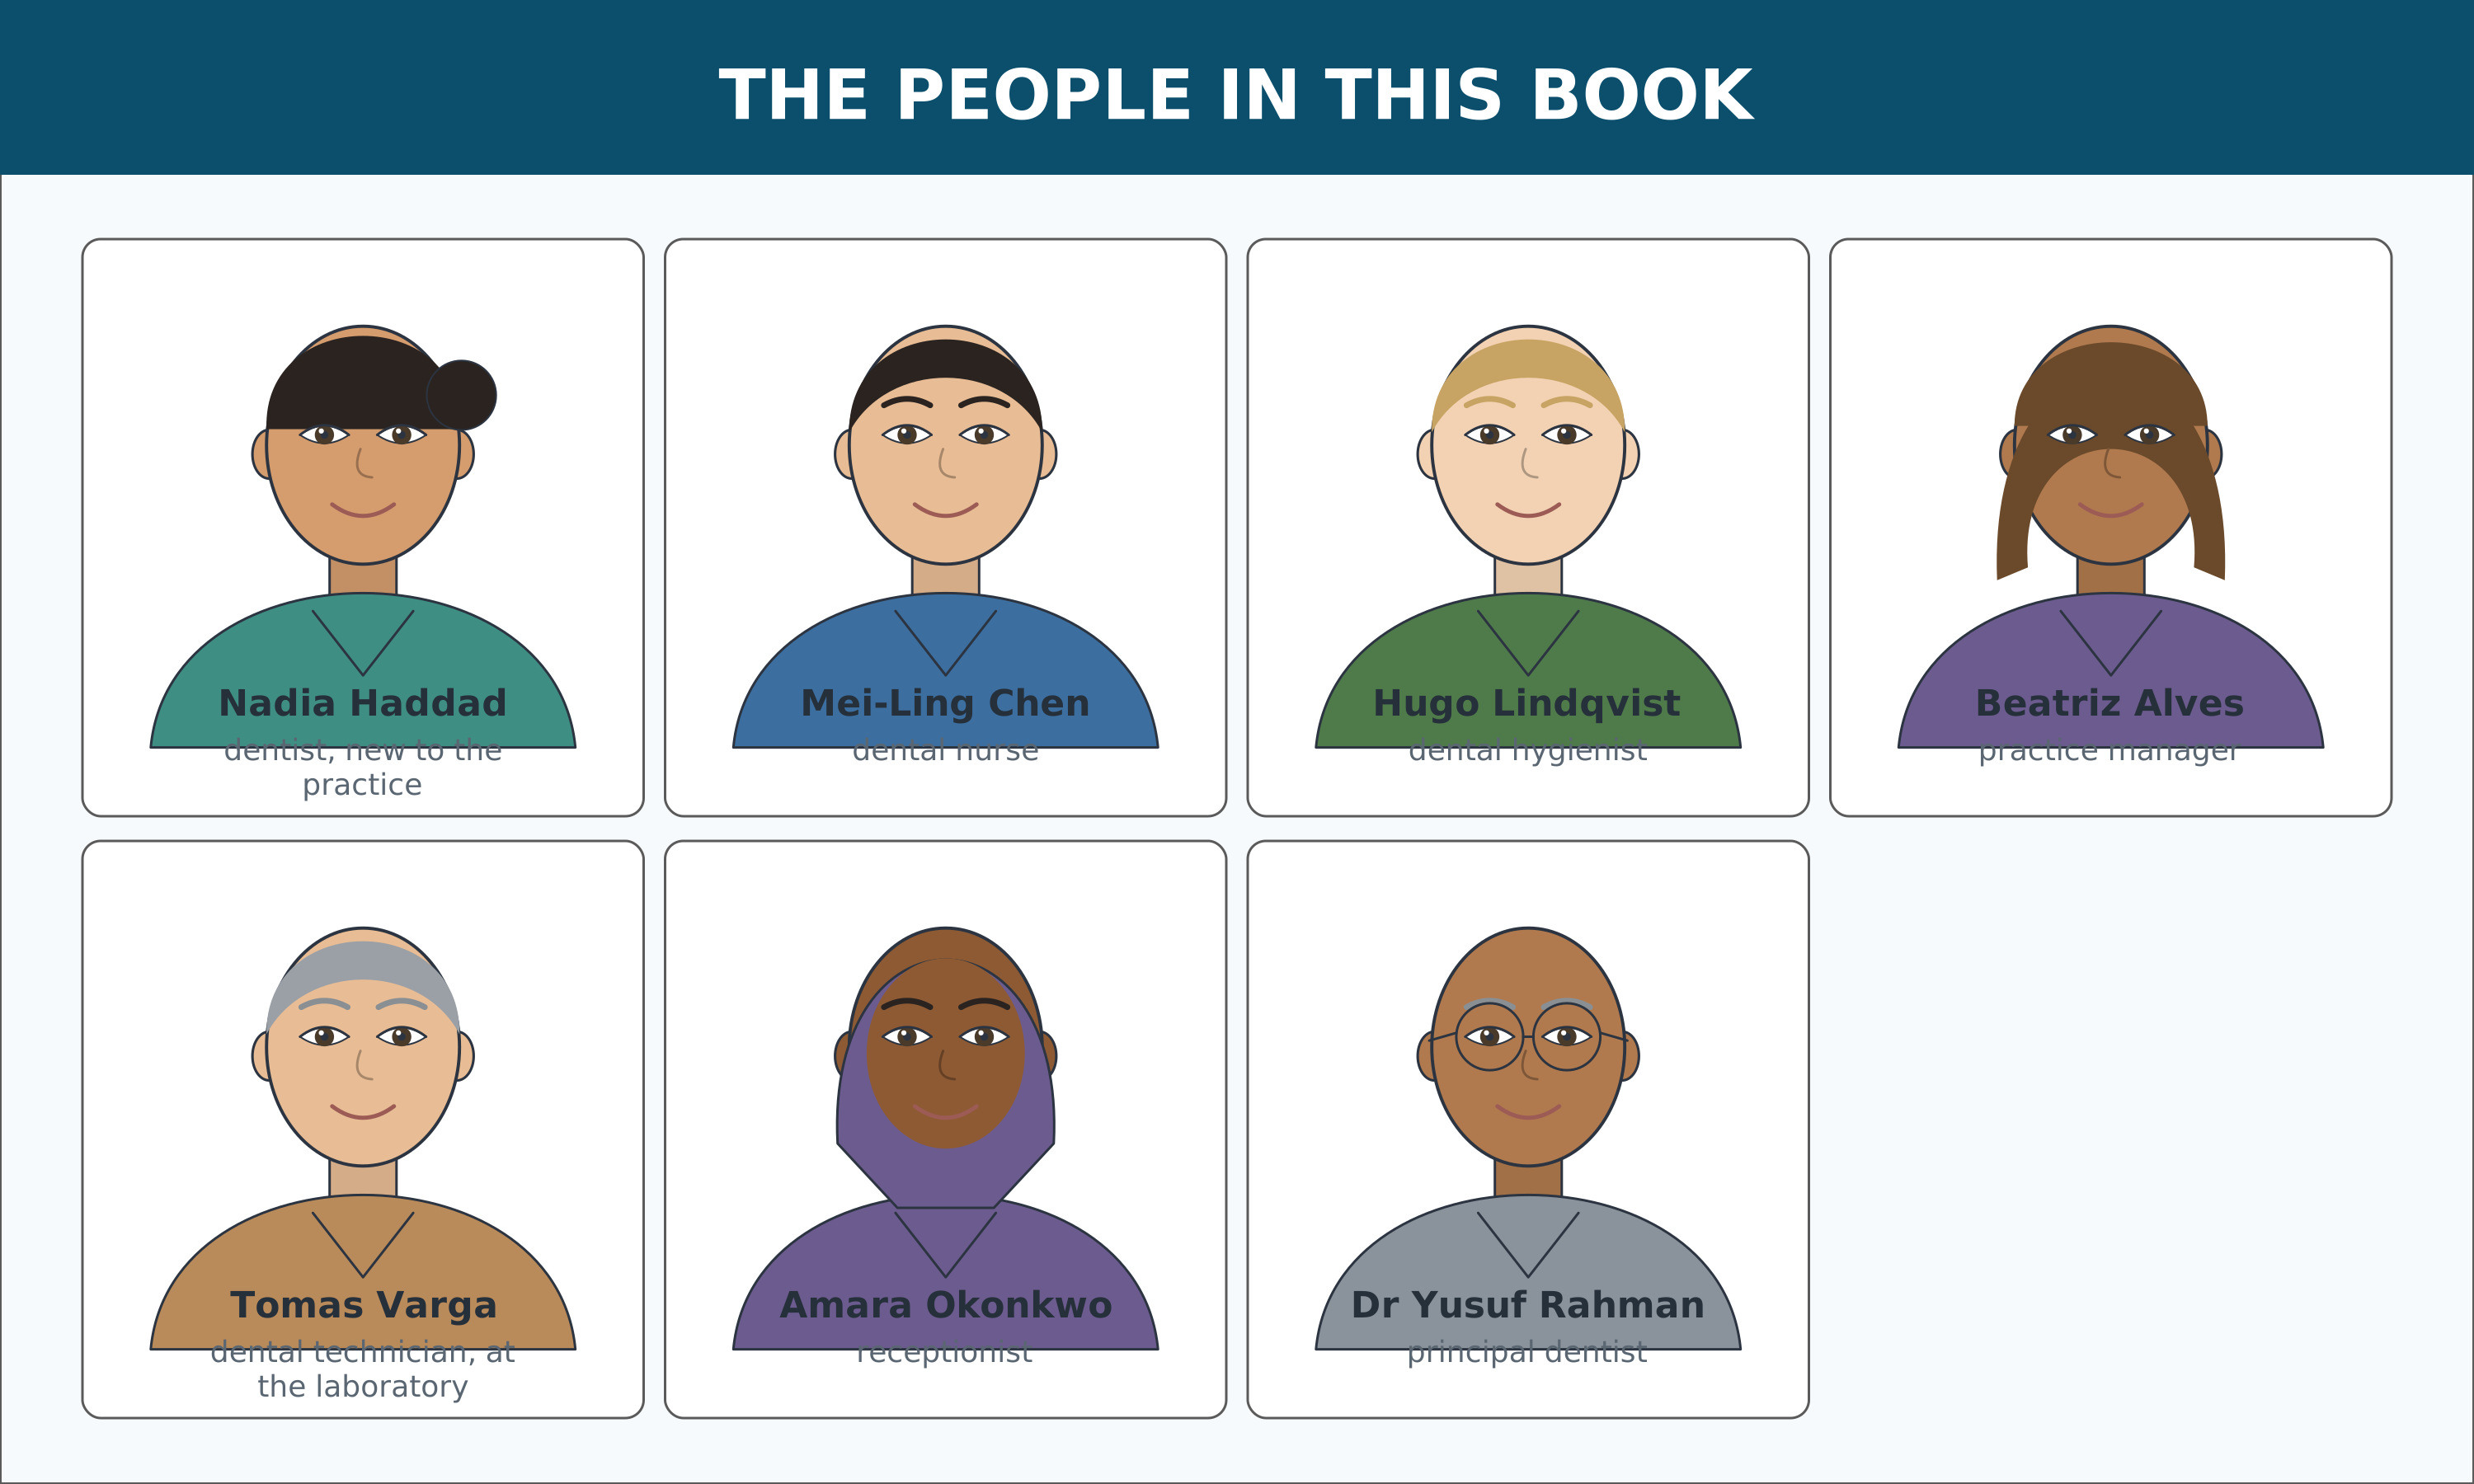 THE PEOPLE IN THIS BOOK
Nadia Haddad
dentist, new to the
practice
Mei-Ling Chen
dental nurse
Hugo Lindqvist
dental hygienist
Beatriz Alves
practice manager
Tomas Varga
dental technician, at
the laboratory
Amara Okonkwo
receptionist
Dr Yusuf Rahman
principal dentist